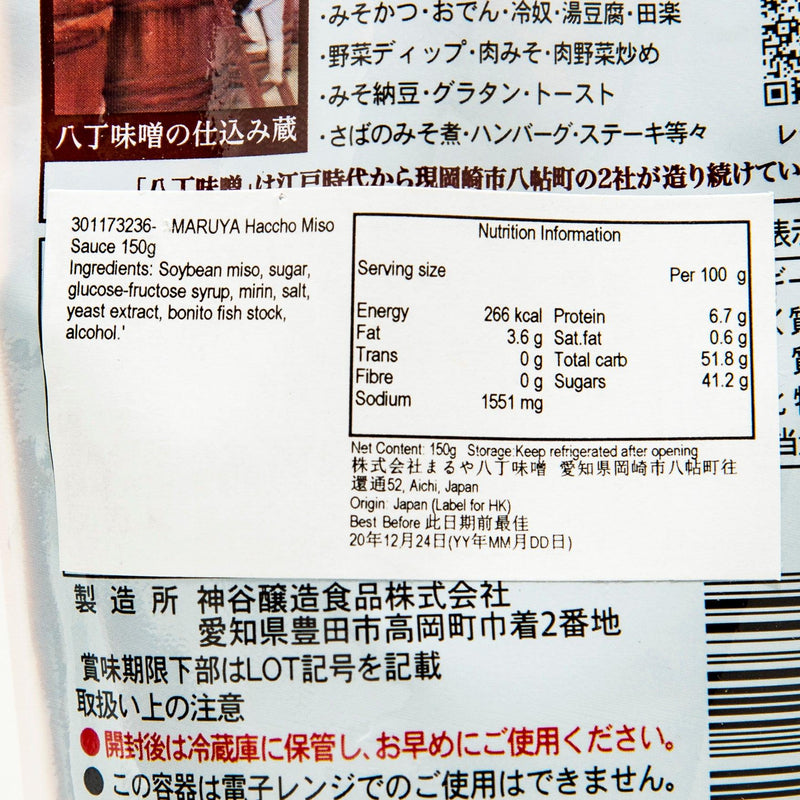 ・みそかつ・おでん・冷奴・湯豆腐・田楽
・野菜ディップ・肉みそ・肉野菜炒め
・みそ納豆・グラタン・トースト
・さばのみそ煮・ハンバーグ・ステーキ等々
八丁味噌の仕込み蔵
「八丁味噌」は江戸時代から現岡崎市八帖町の2社が造り続けてい
301173236- MARUYA Haccho Miso
Sauce 150g
Ingredients: Soybean miso, sugar,
glucose-fructose syrup, mirin, salt,
yeast extract, bonito fish stock,
alcohol.'
Nutrition Information
Serving size Per 100 g
Energy 266 kcal Protein 6.7 g
Fat 3.6 g Sat.fat 0.6 g
Trans 0 g Total carb 51.8 g
Fibre 0 g Sugars 41.2 g
Sodium 1551 mg
Net Content: 150g Storage:Keep refrigerated after opening
株式会社まるや八丁味噌 愛知県岡崎市八帖町往
還通52, Aichi, Japan
Origin: Japan (Label for HK)
Best Before 此日期前最佳
20年12月24日(YY年MM月DD日)
製造所 神谷醸造食品株式会社
愛知県豊田市高岡町巾着2番地
賞味期限下部はLOT記号を記載
取扱い上の注意
●開封後は冷蔵庫に保管し、お早めにご使用ください。
●この容器は電子レンジでのご使用はできません。